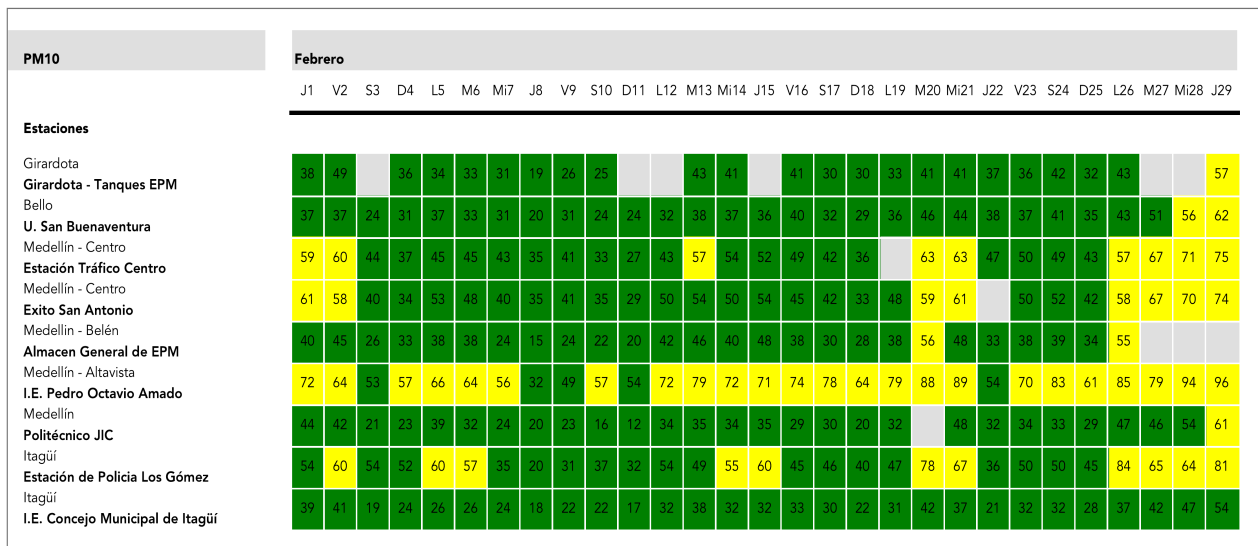 PM10 Febrero
J1 V2 S3 D4 L5 M6 Mi7 J8 V9 S10 D11 L12 M13 Mi14 J15 V16 S17 D18 L19 M20 Mi21 J22 V23 S24 D25 L26 M27 Mi28 J29
Estaciones
Girardota
Girardota - Tanques EPM
38 49 36 34 33 31 19 26 25 43 41 41 30 30 33 41 41 37 36 42 32 43 57
Bello
U. San Buenaventura
37 37 24 31 37 33 31 20 31 24 24 32 38 37 36 40 32 29 36 46 44 38 37 41 35 43 51 56 62
Medellín - Centro
Estación Tráfico Centro
59 60 44 37 45 45 43 35 41 33 27 43 57 54 52 49 42 36 63 63 47 50 49 43 57 67 71 75
Medellín - Centro
Exito San Antonio
61 58 40 34 53 48 40 35 41 35 29 50 54 50 54 45 42 33 48 59 61 50 52 42 58 67 70 74
Medellin - Belén
Almacen General de EPM
40 45 26 33 38 38 24 15 24 22 20 42 46 40 48 38 30 28 38 56 48 33 38 39 34 55
Medellín - Altavista
I.E. Pedro Octavio Amado
72 64 53 57 66 64 56 32 49 57 54 72 79 72 71 74 78 64 79 88 89 54 70 83 61 85 79 94 96
Medellín
Politécnico JIC
44 42 21 23 39 32 24 20 23 16 12 34 35 34 35 29 30 20 32 48 32 34 33 29 47 46 54 61
Itagüí
Estación de Policia Los Gómez
54 60 54 52 60 57 35 20 31 37 32 54 49 55 60 45 46 40 47 78 67 36 50 50 45 84 65 64 81
Itagüí
I.E. Concejo Municipal de Itagüí
39 41 19 24 26 26 24 18 22 22 17 32 38 32 32 33 30 22 31 42 37 21 32 32 28 37 42 47 54